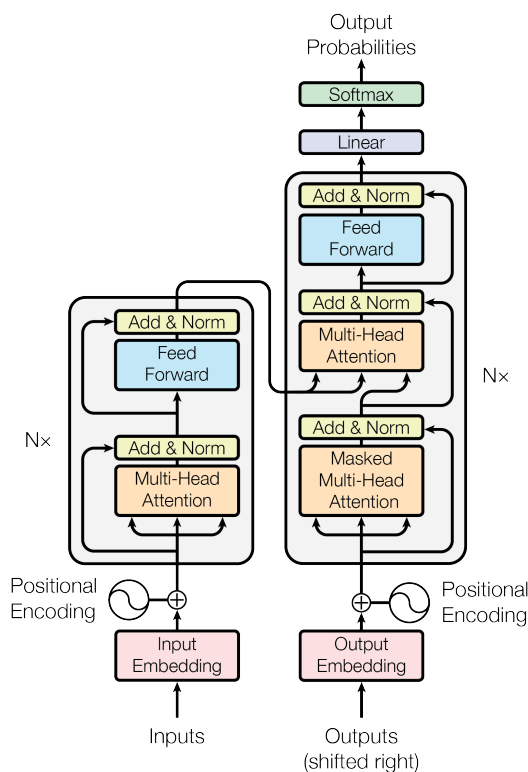 Output
Probabilities
Softmax
Linear
Add & Norm
Feed
Forward
Add & Norm
Multi-Head
Attention
Add & Norm
Masked
Multi-Head
Attention
N×
Add & Norm
Feed
Forward
Add & Norm
Multi-Head
Attention
N×
Positional
Encoding
Positional
Encoding
Input
Embedding
Output
Embedding
Inputs
Outputs
(shifted right)